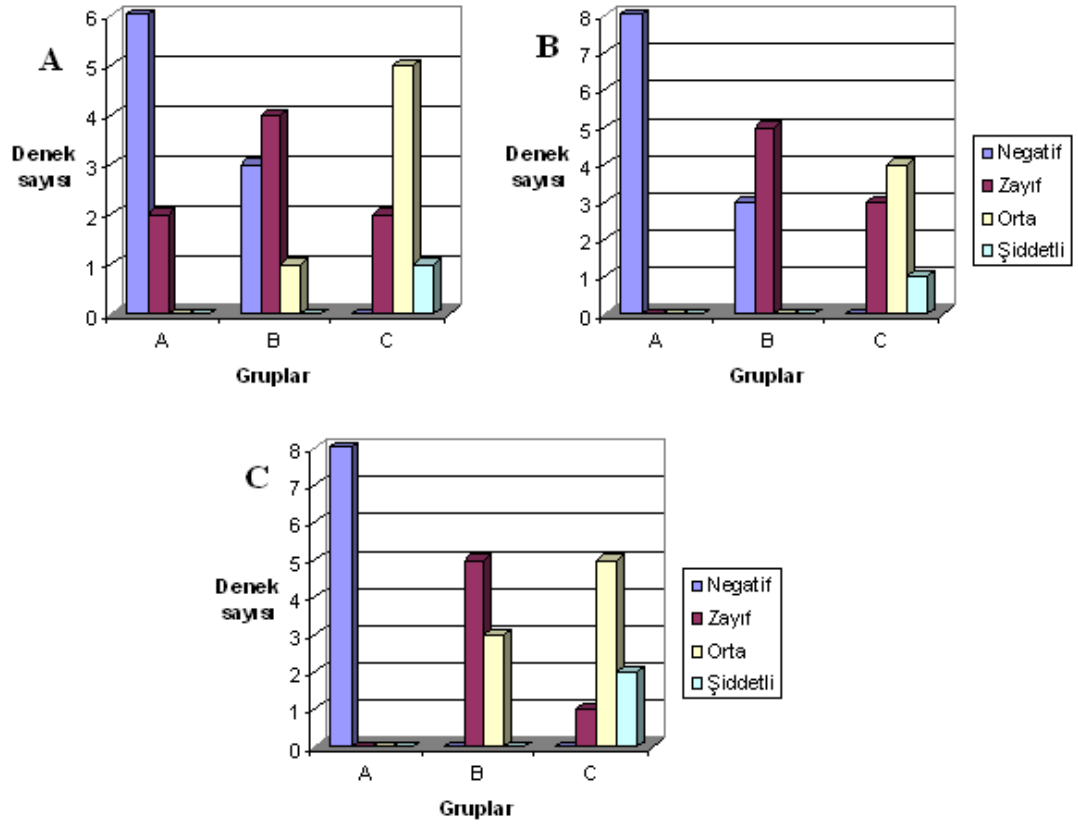 A
6
5
4
3
2
1
0
Denek
sayısı
A B C
Gruplar
B
8
7
6
5
4
3
2
1
0
Denek
sayısı
A B C
Gruplar
Negatif
Zayıf
Orta
Şiddetli
C
8
7
6
5
4
3
2
1
0
Denek
sayısı
A B C
Gruplar
Negatif
Zayıf
Orta
Şiddetli